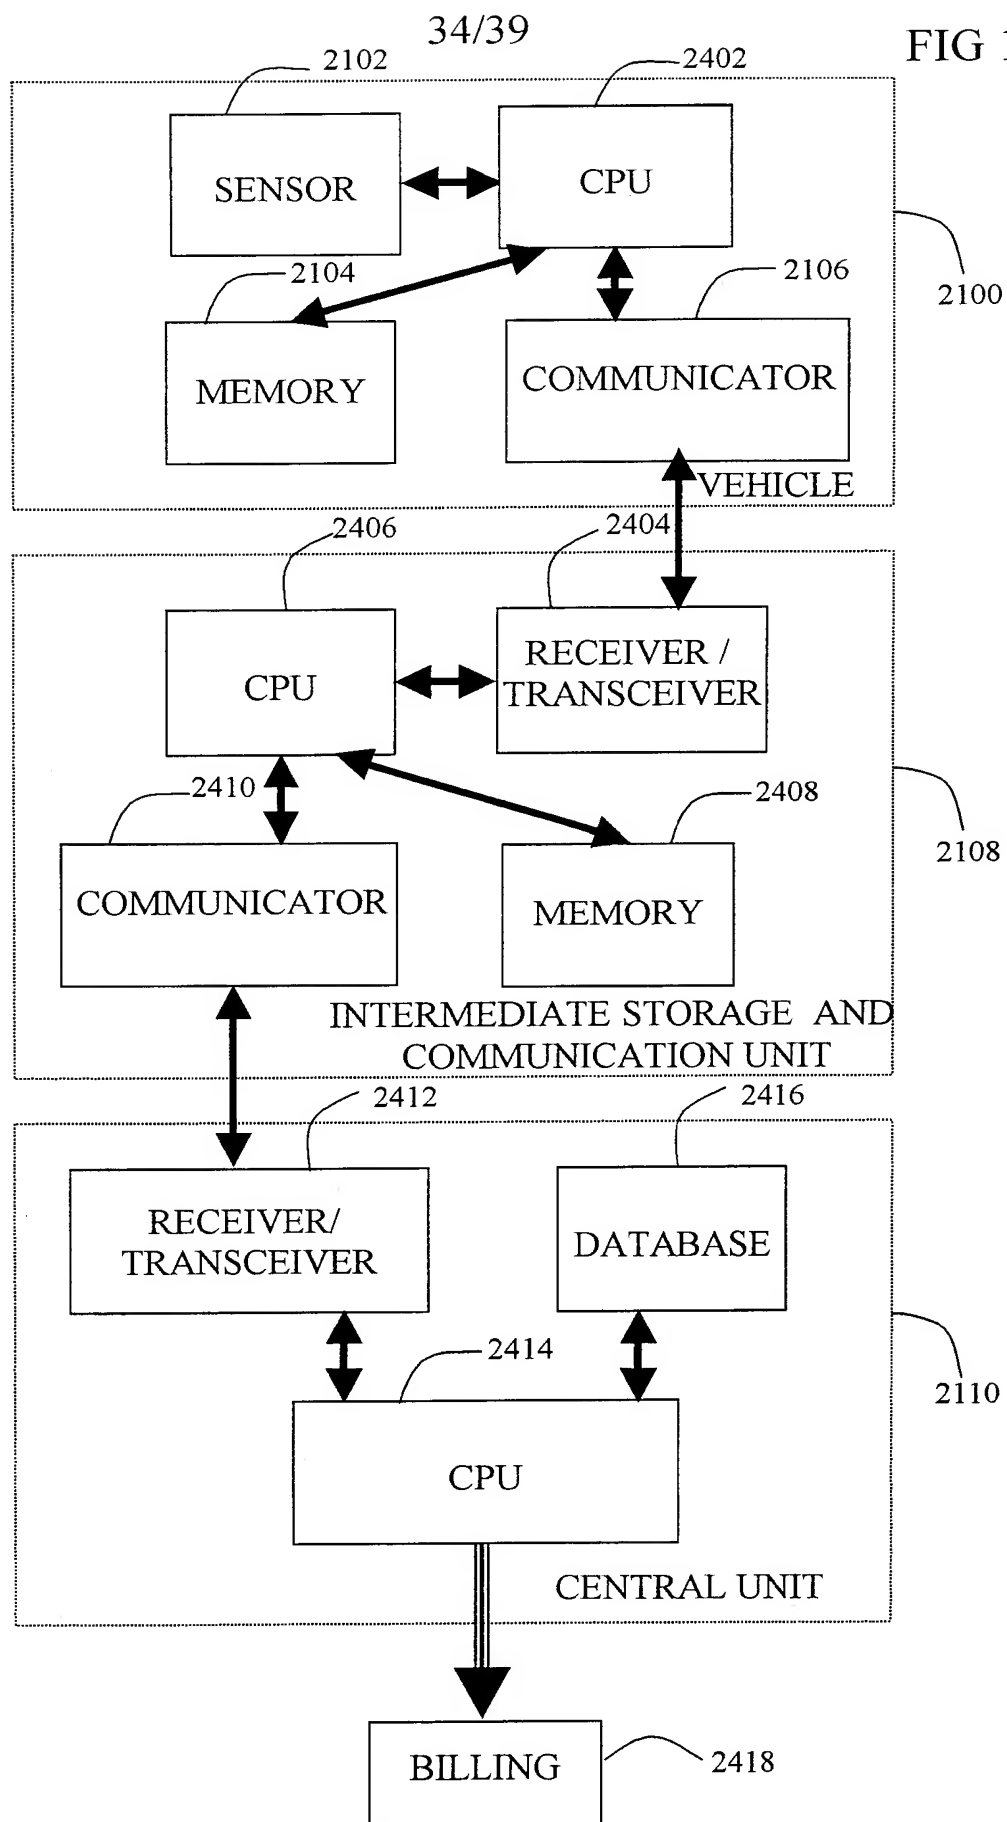 34/39
FIG 1
2102
2402
SENSOR
CPU
2104
2106
2100
MEMORY
COMMUNICATOR
VEHICLE
2406
2404
CPU
RECEIVER /
TRANSCEIVER
2410
2408
2108
COMMUNICATOR
MEMORY
INTERMEDIATE STORAGE AND
COMMUNICATION UNIT
2412
2416
RECEIVER/
TRANSCEIVER
DATABASE
2414
2110
CPU
CENTRAL UNIT
BILLING
2418